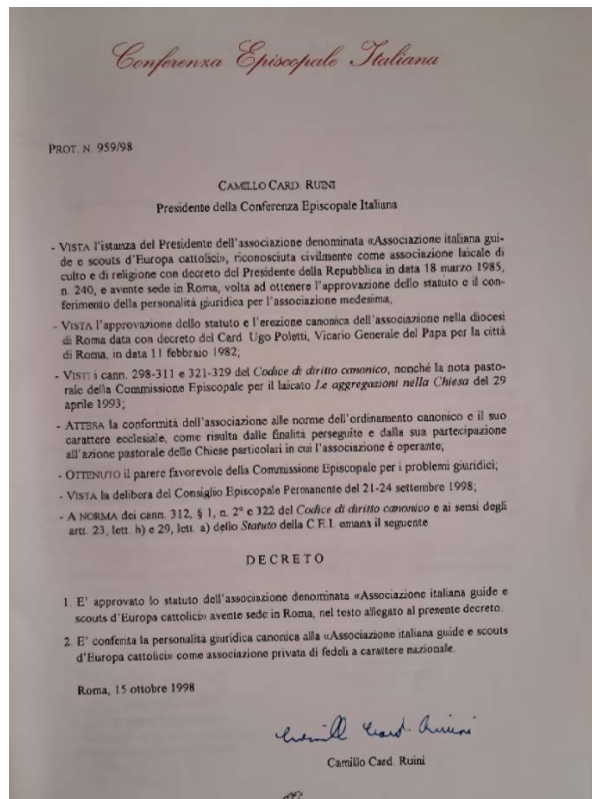 Conferenza Episcopale Italiana
PROT. N. 959/98
CAMILLO CARD. RUINI
Presidente della Conferenza Episcopale Italiana
- VISTA l'istanza del Presidente dell'associazione denominata «Associazione italiana gui-
de e scouts d'Europa cattolici», riconosciuta civilmente come associazione laicale di
culto e di religione con decreto del Presidente della Repubblica in data 18 marzo 1985,
n. 240, e avente sede in Roma, volta ad ottenere l'approvazione dello statuto e il con-
ferimento della personalità giuridica per l'associazione medesima;
- VISTA l'approvazione dello statuto e l'erezione canonica dell'associazione nella diocesi
di Roma data con decreto del Card. Ugo Poletti, Vicario Generale del Papa per la città
di Roma, in data 11 febbraio 1982;
- VISTI i cann. 298-311 e 321-329 del Codice di diritto canonico, nonché la nota pasto-
rale della Commissione Episcopale per il laicato Le aggregazioni nella Chiesa del 29
aprile 1993;
- ATTESA la conformità dell'associazione alle norme dell'ordinamento canonico e il suo
carattere ecclesiale, come risulta dalle finalità perseguite e dalla sua partecipazione
all'azione pastorale delle Chiese particolari in cui l'associazione è operante;
- OTTENUTO il parere favorevole della Commissione Episcopale per i problemi giuridici;
- VISTA la delibera del Consiglio Episcopale Permanente del 21-24 settembre 1998;
- A NORMA dei cann. 312, § 1, n. 2° e 322 del Codice di diritto canonico e ai sensi degli
artt. 23, lett. h) e 29, lett. a) dello Statuto della C.E.I. emana il seguente
DECRETO
1. E' approvato lo statuto dell'associazione denominata «Associazione italiana guide e
scouts d'Europa cattolici» avente sede in Roma, nel testo allegato al presente decreto.
2. E' conferita la personalità giuridica canonica alla «Associazione italiana guide e scouts
d'Europa cattolici» come associazione privata di fedeli a carattere nazionale.
Roma, 15 ottobre 1998
Camillo Card. Ruini
Camillo Card. Ruini